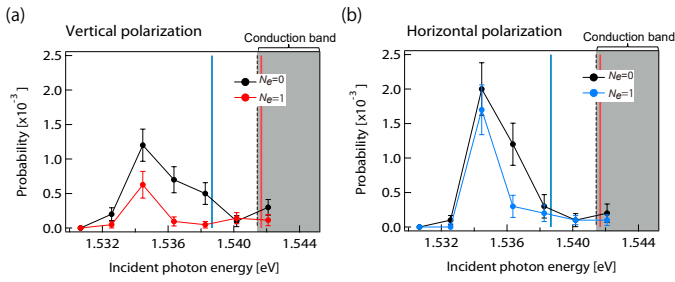 (a)
Vertical polarization
Conduction band
2.5
2.0
1.5
1.0
0.5
0.0
Probability [x10⁻³]
Nₑ=0
Nₑ=1
1.532
1.536
1.540
1.544
Incident photon energy [eV]
(b)
Horizontal polarization
Conduction band
2.5
2.0
1.5
1.0
0.5
0.0
Probability [x10⁻³]
Nₑ=0
Nₑ=1
1.532
1.536
1.540
1.544
Incident photon energy [eV]